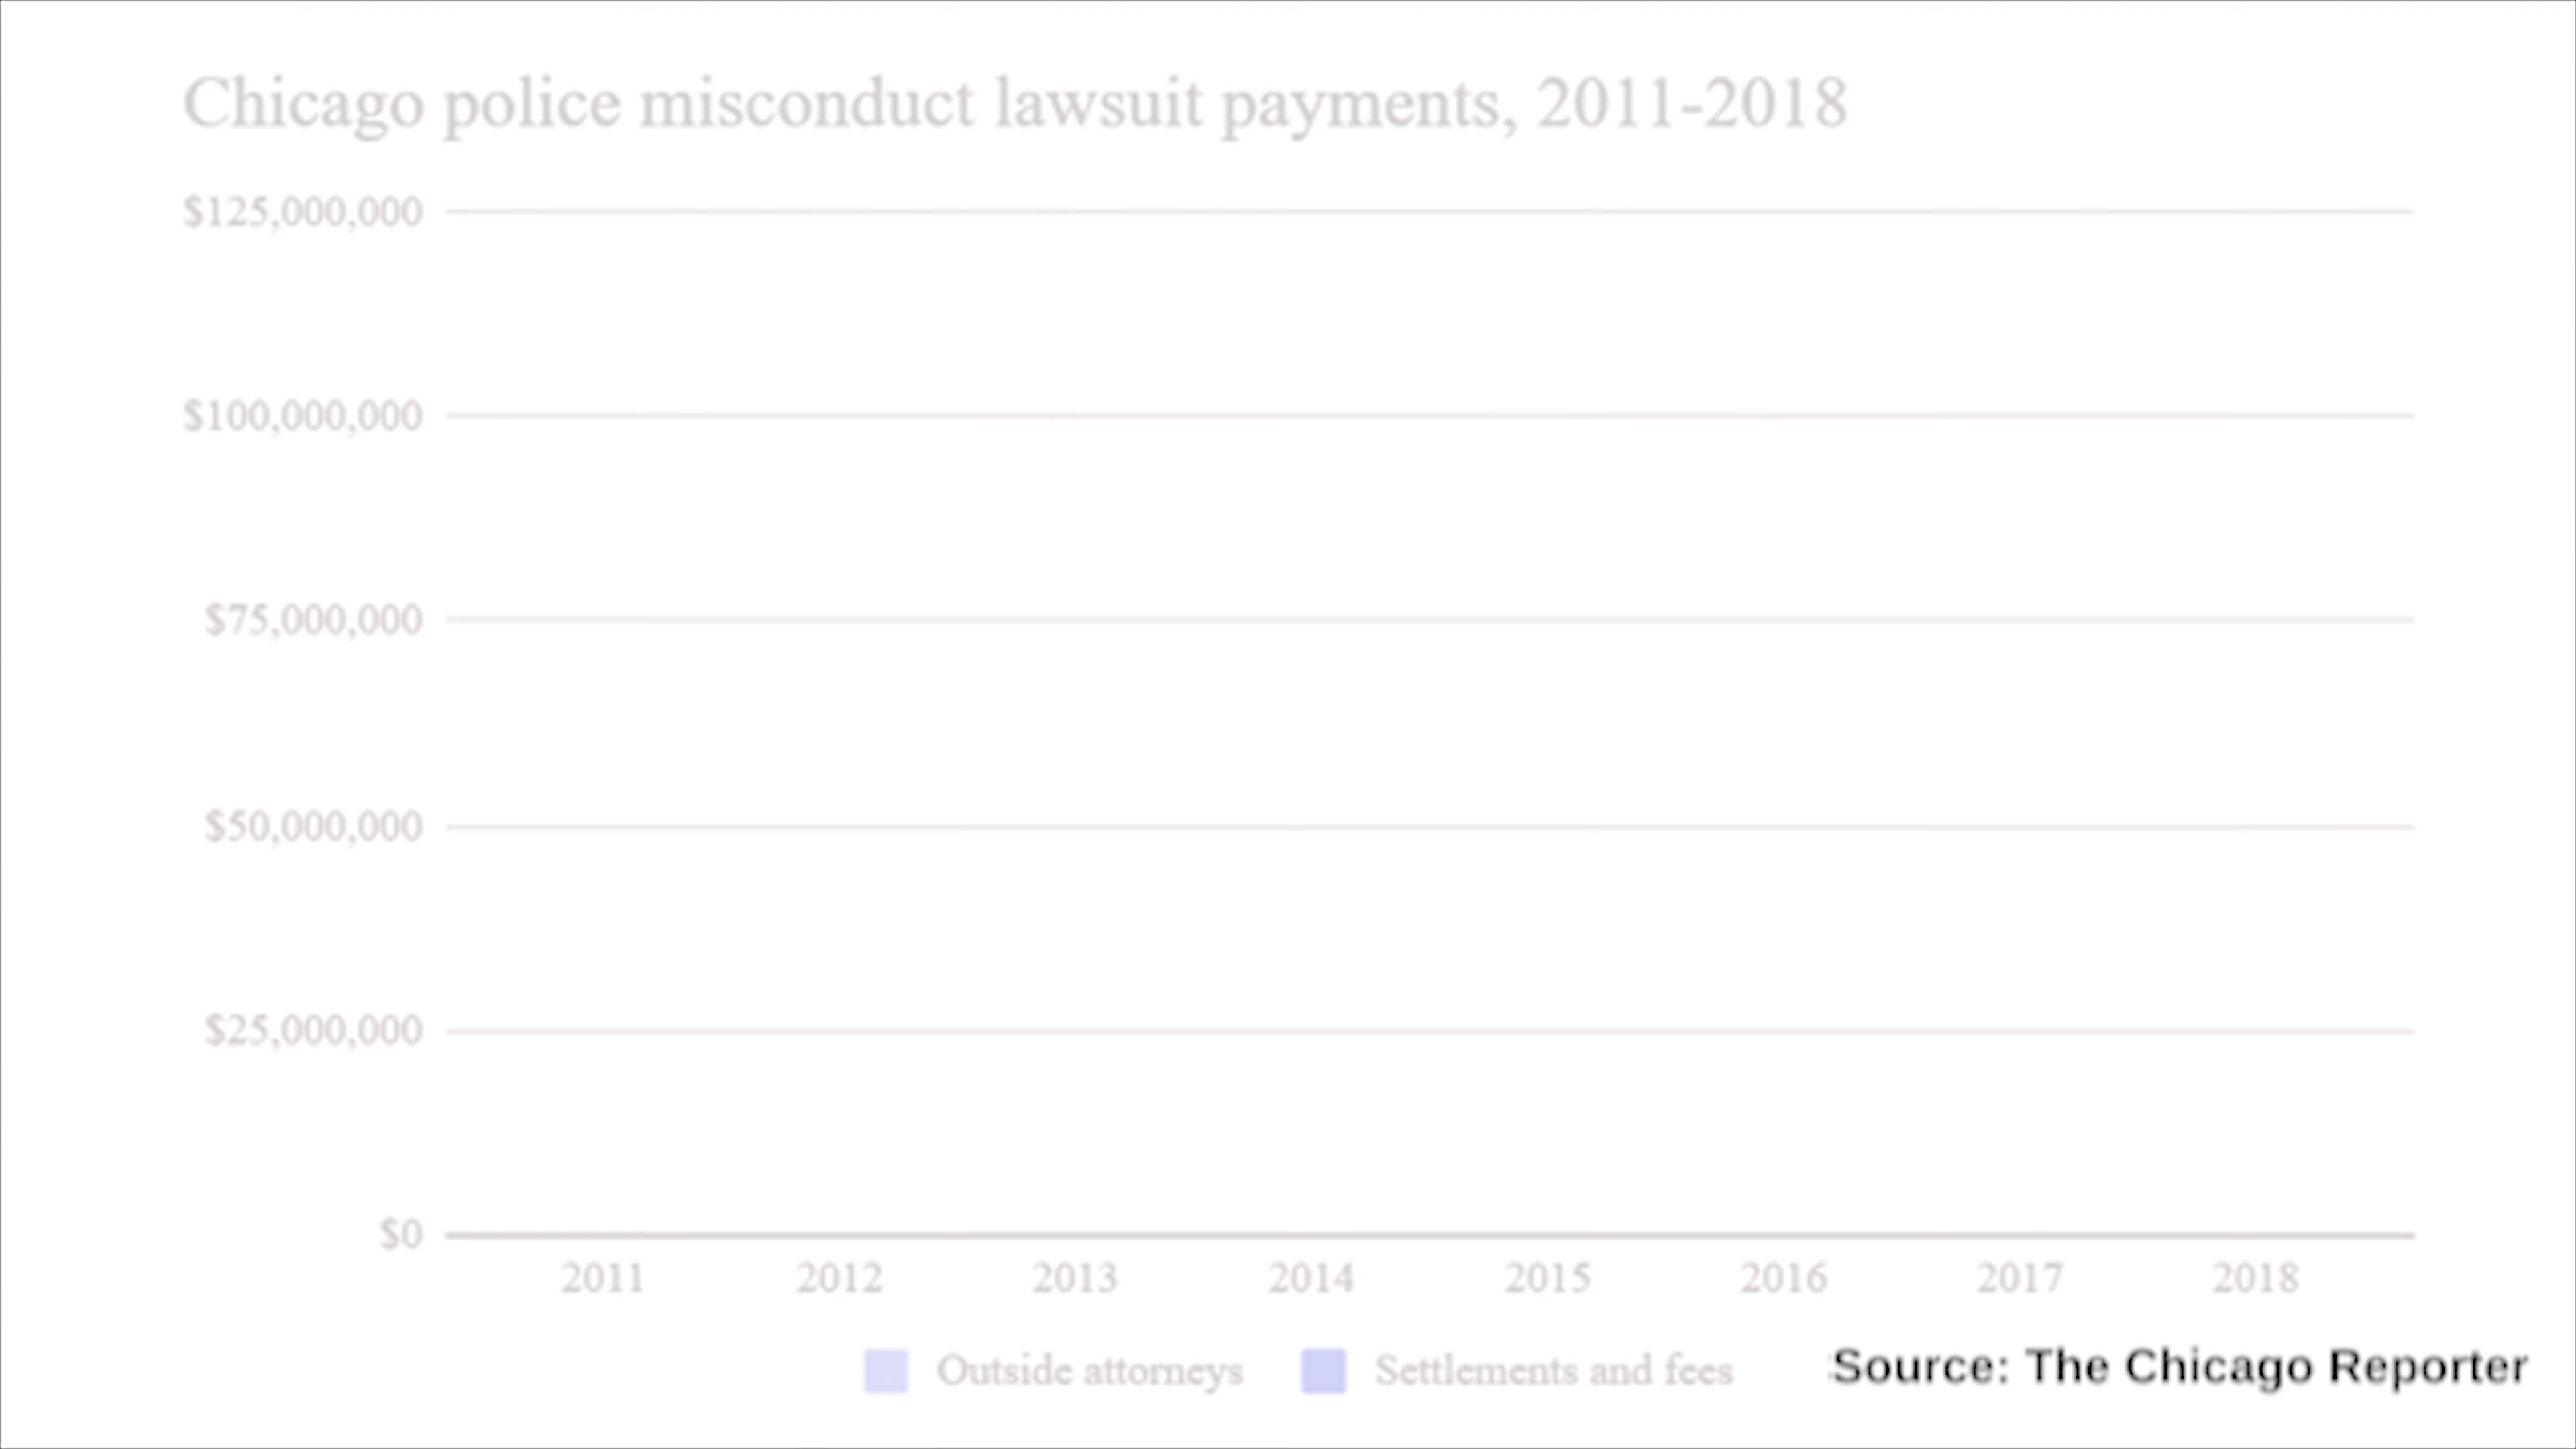 Chicago police misconduct lawsuit payments, 2011-2018
$125,000,000
$100,000,000
$75,000,000
$50,000,000
$25,000,000
$0
2011 2012 2013 2014 2015 2016 2017 2018
Outside attorneys Settlements and fees Source: The Chicago Reporter